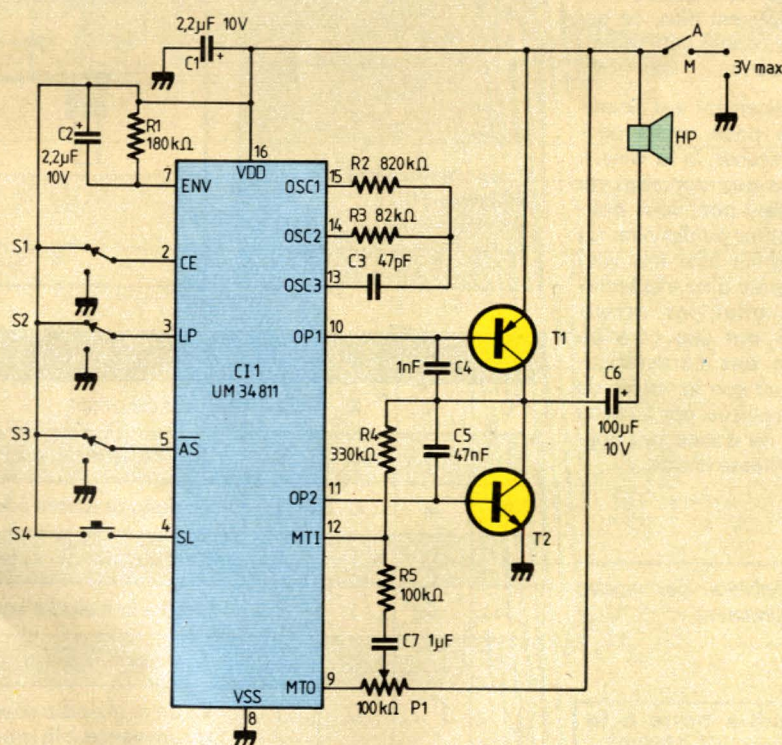 2,2µF 10V
C1
+
A
M
3V max
C2
+
2,2µF
10V
R1
180kΩ
HP
16
VDD
7
ENV
OSC1
15
R2 820kΩ
OSC2
14
R3 82kΩ
C3 47pF
13
OSC3
S1
2
CE
S2
3
LP
OP1
10
T1
CI1
UM 34811
1nF
C4
C6
+
100µF
10V
S3
5
AS
R4
330kΩ
C5
47nF
OP2
11
T2
S4
4
SL
MTI
12
R5
100kΩ
C7 1µF
MTO
9
100kΩ P1
VSS
8